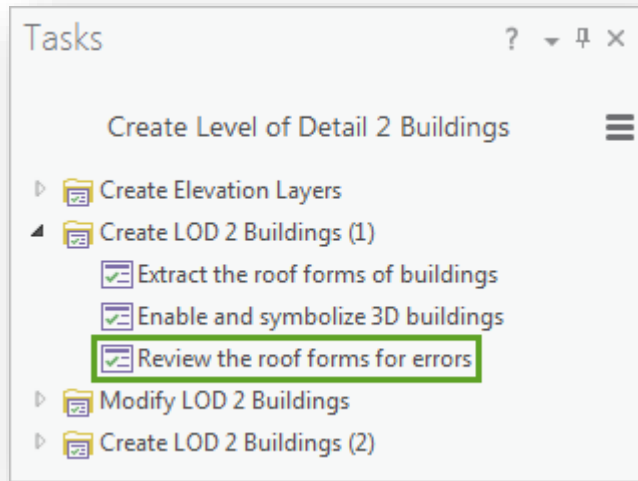 Tasks
?
Create Level of Detail 2 Buildings
Create Elevation Layers
Create LOD 2 Buildings (1)
Extract the roof forms of buildings
Enable and symbolize 3D buildings
Review the roof forms for errors
Modify LOD 2 Buildings
Create LOD 2 Buildings (2)